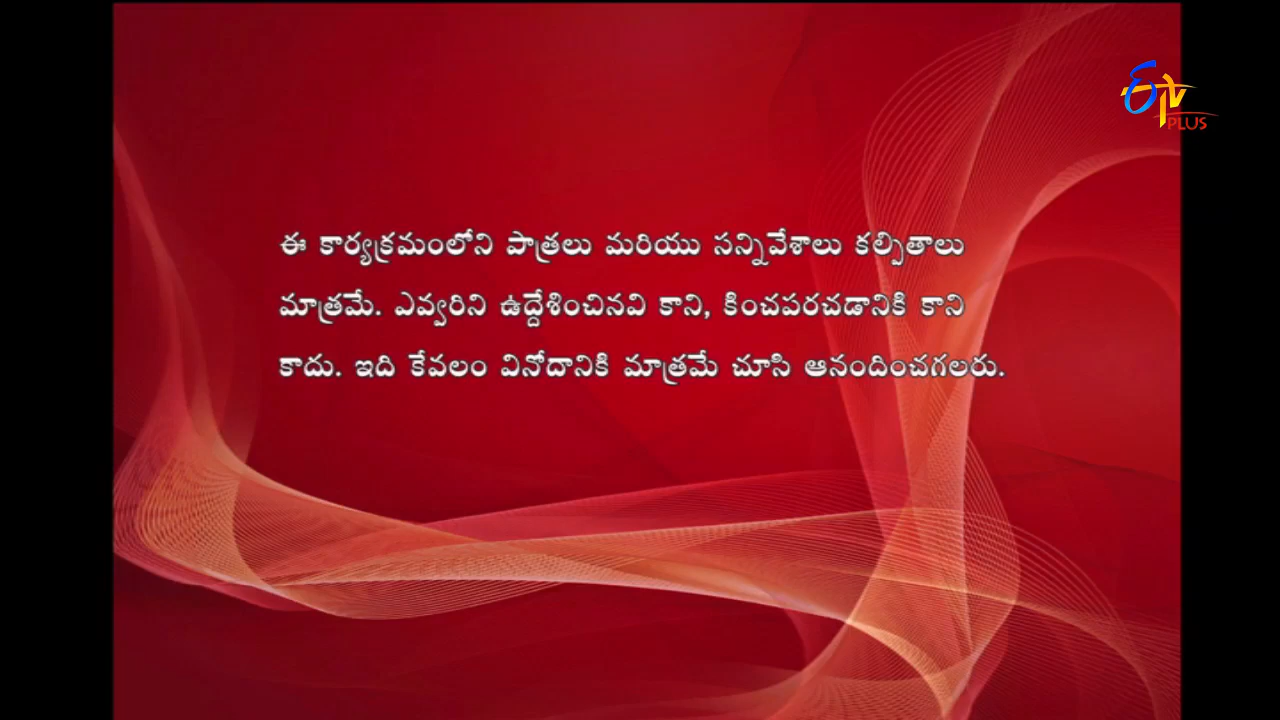 ETV
PLUS
ఈ కార్యక్రమంలోని పాత్రలు మరియు సన్నివేశాలు కల్పితాలు
మాత్రమే. ఎవ్వరిని ఉద్దేశించినవి కాని, కించపరచడానికి కాని
కాదు. ఇది కేవలం వినోదానికి మాత్రమే చూసి ఆనందించగలరు.